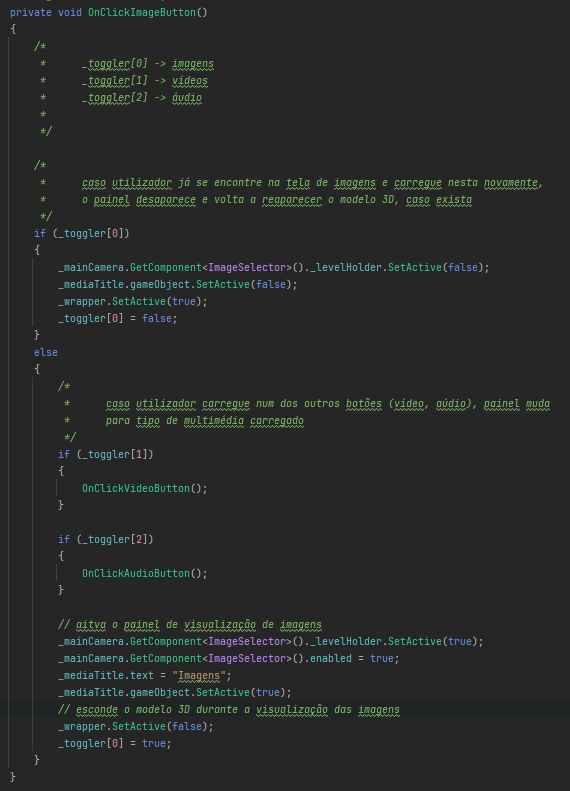 private void OnClickImageButton()
{
    /*
     *      _toggler[0] -> imagens
     *      _toggler[1] -> vídeos
     *      _toggler[2] -> áudio
     *
     */

    /*
     *      caso utilizador já se encontre na tela de imagens e carregue nesta novamente,
     *      o painel desaparece e volta a reaparecer o modelo 3D, caso exista
     */
    if (_toggler[0])
    {
        _mainCamera.GetComponent<ImageSelector>()._levelHolder.SetActive(false);
        _mediaTitle.gameObject.SetActive(false);
        _wrapper.SetActive(true);
        _toggler[0] = false;
    }
    else
    {
        /*
         *      caso utilizador carregue num dos outros botões (video, aúdio), painel muda
         *      para tipo de multimédia carregado
         */
        if (_toggler[1])
        {
            OnClickVideoButton();
        }

        if (_toggler[2])
        {
            OnClickAudioButton();
        }

        // aitva o painel de visualização de imagens
        _mainCamera.GetComponent<ImageSelector>()._levelHolder.SetActive(true);
        _mainCamera.GetComponent<ImageSelector>().enabled = true;
        _mediaTitle.text = "Imagens";
        _mediaTitle.gameObject.SetActive(true);
        // esconde o modelo 3D durante a visualização das imagens
        _wrapper.SetActive(false);
        _toggler[0] = true;
    }
}